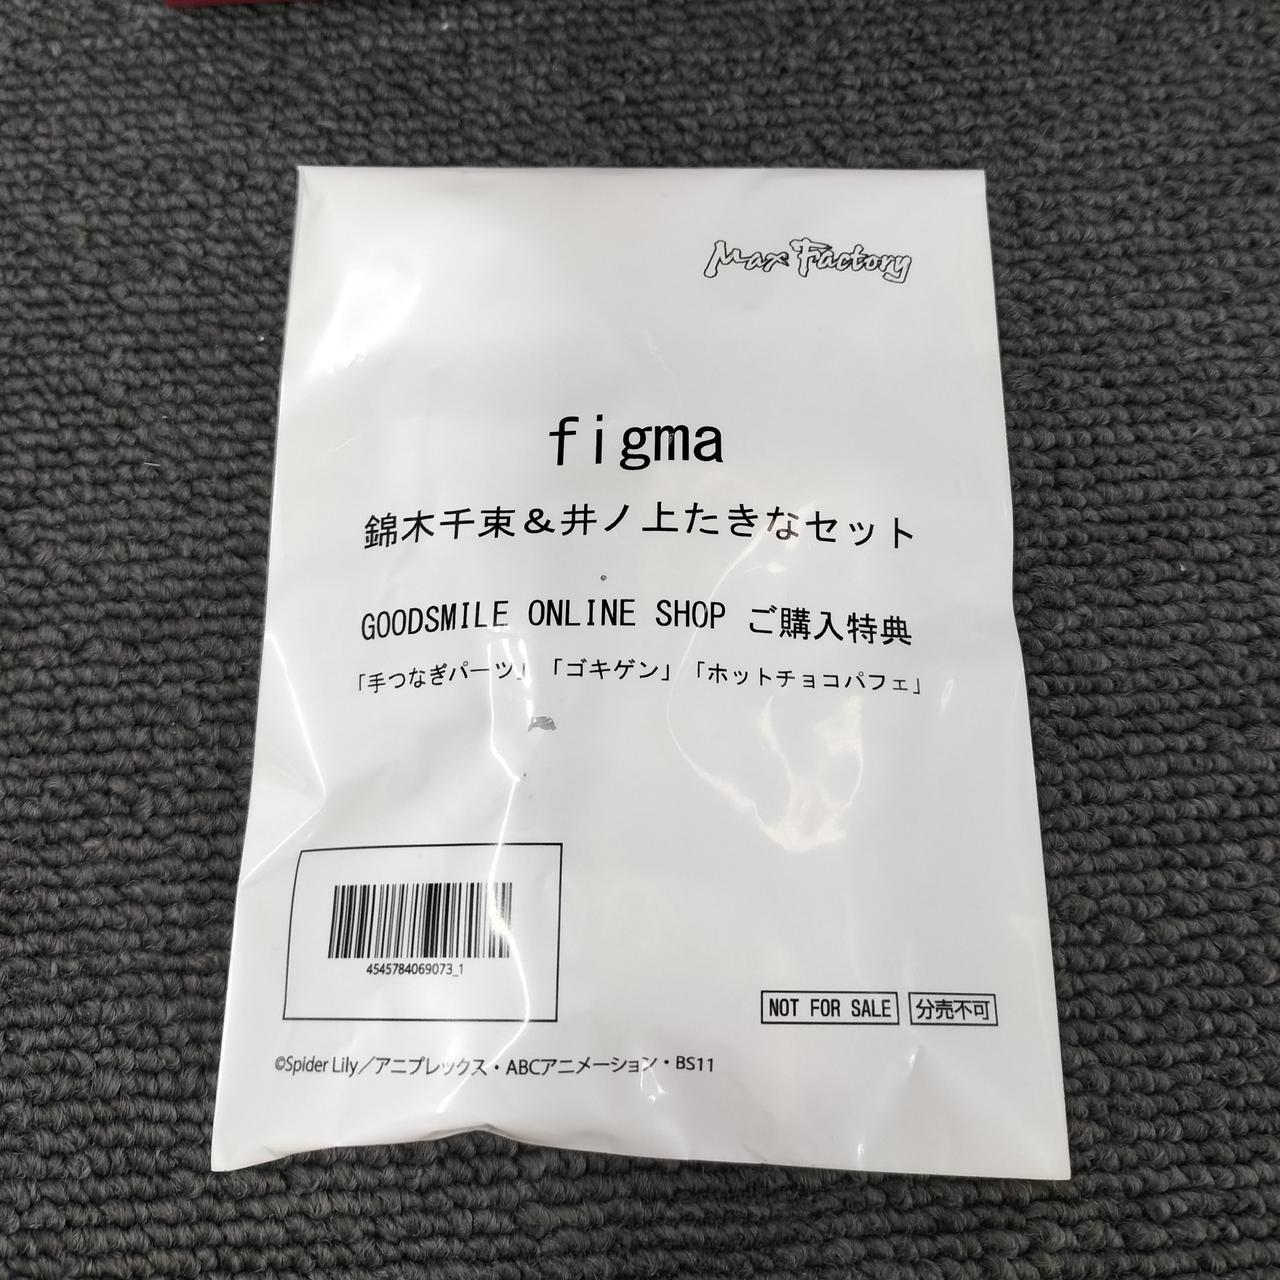 Max Factory
figma
錦木千束&井ノ上たきなセット
GOODSMILE ONLINE SHOP ご購入特典
「手つなぎパーツ」「ゴキゲン」「ホットチョコパフェ」
4545784069073_1
NOT FOR SALE 分売不可
©Spider Lily/アニプレックス・ABCアニメーション・BS11